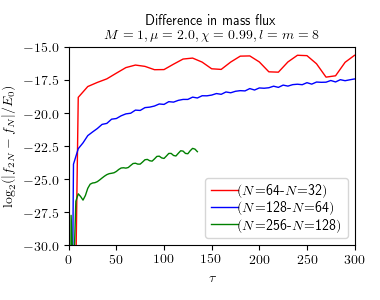 Difference in mass flux
M = 1, μ = 2.0, χ = 0.99, l = m = 8
log₂(|f₂N − fN|/E₀)
−15.0
−17.5
−20.0
−22.5
−25.0
−27.5
−30.0
(N=64-N=32)
(N=128-N=64)
(N=256-N=128)
0 50 100 150 200 250 300
τ